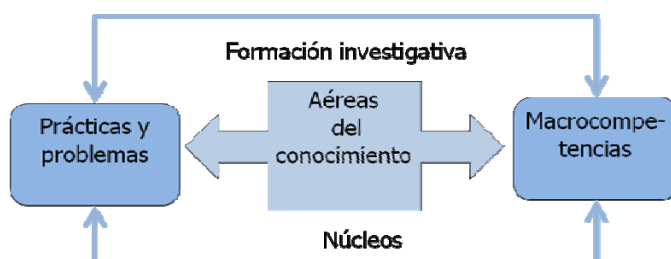 Formación investigativa
Prácticas y
problemas
Aéreas
del
conocimiento
Macrocompe-
tencias
Núcleos